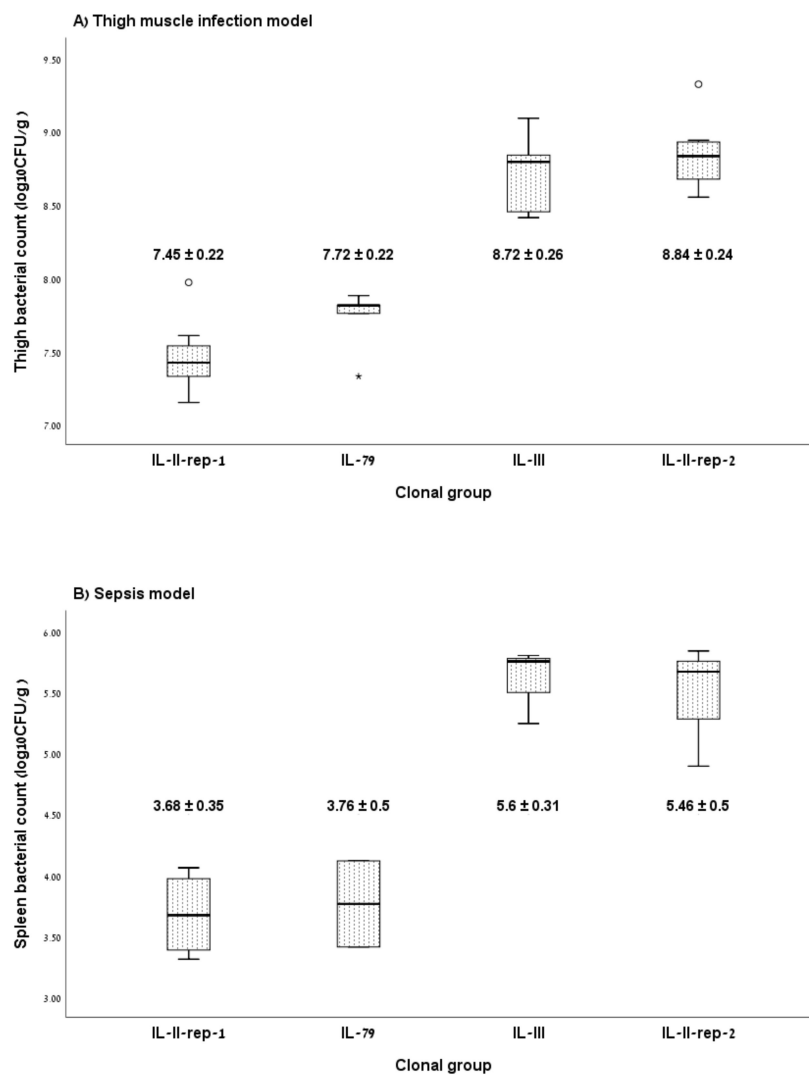 A) Thigh muscle infection model
Thigh bacterial count (log10CFU/g)
9.50
9.00
8.50
8.00
7.50
7.00
7.45 ± 0.22
7.72 ± 0.22
8.72 ± 0.26
8.84 ± 0.24
IL-II-rep-1
IL-79
IL-III
IL-II-rep-2
Clonal group
B) Sepsis model
Spleen bacterial count (log10CFU/g)
6.00
5.50
5.00
4.50
4.00
3.50
3.00
3.68 ± 0.35
3.76 ± 0.5
5.6 ± 0.31
5.46 ± 0.5
IL-II-rep-1
IL-79
IL-III
IL-II-rep-2
Clonal group